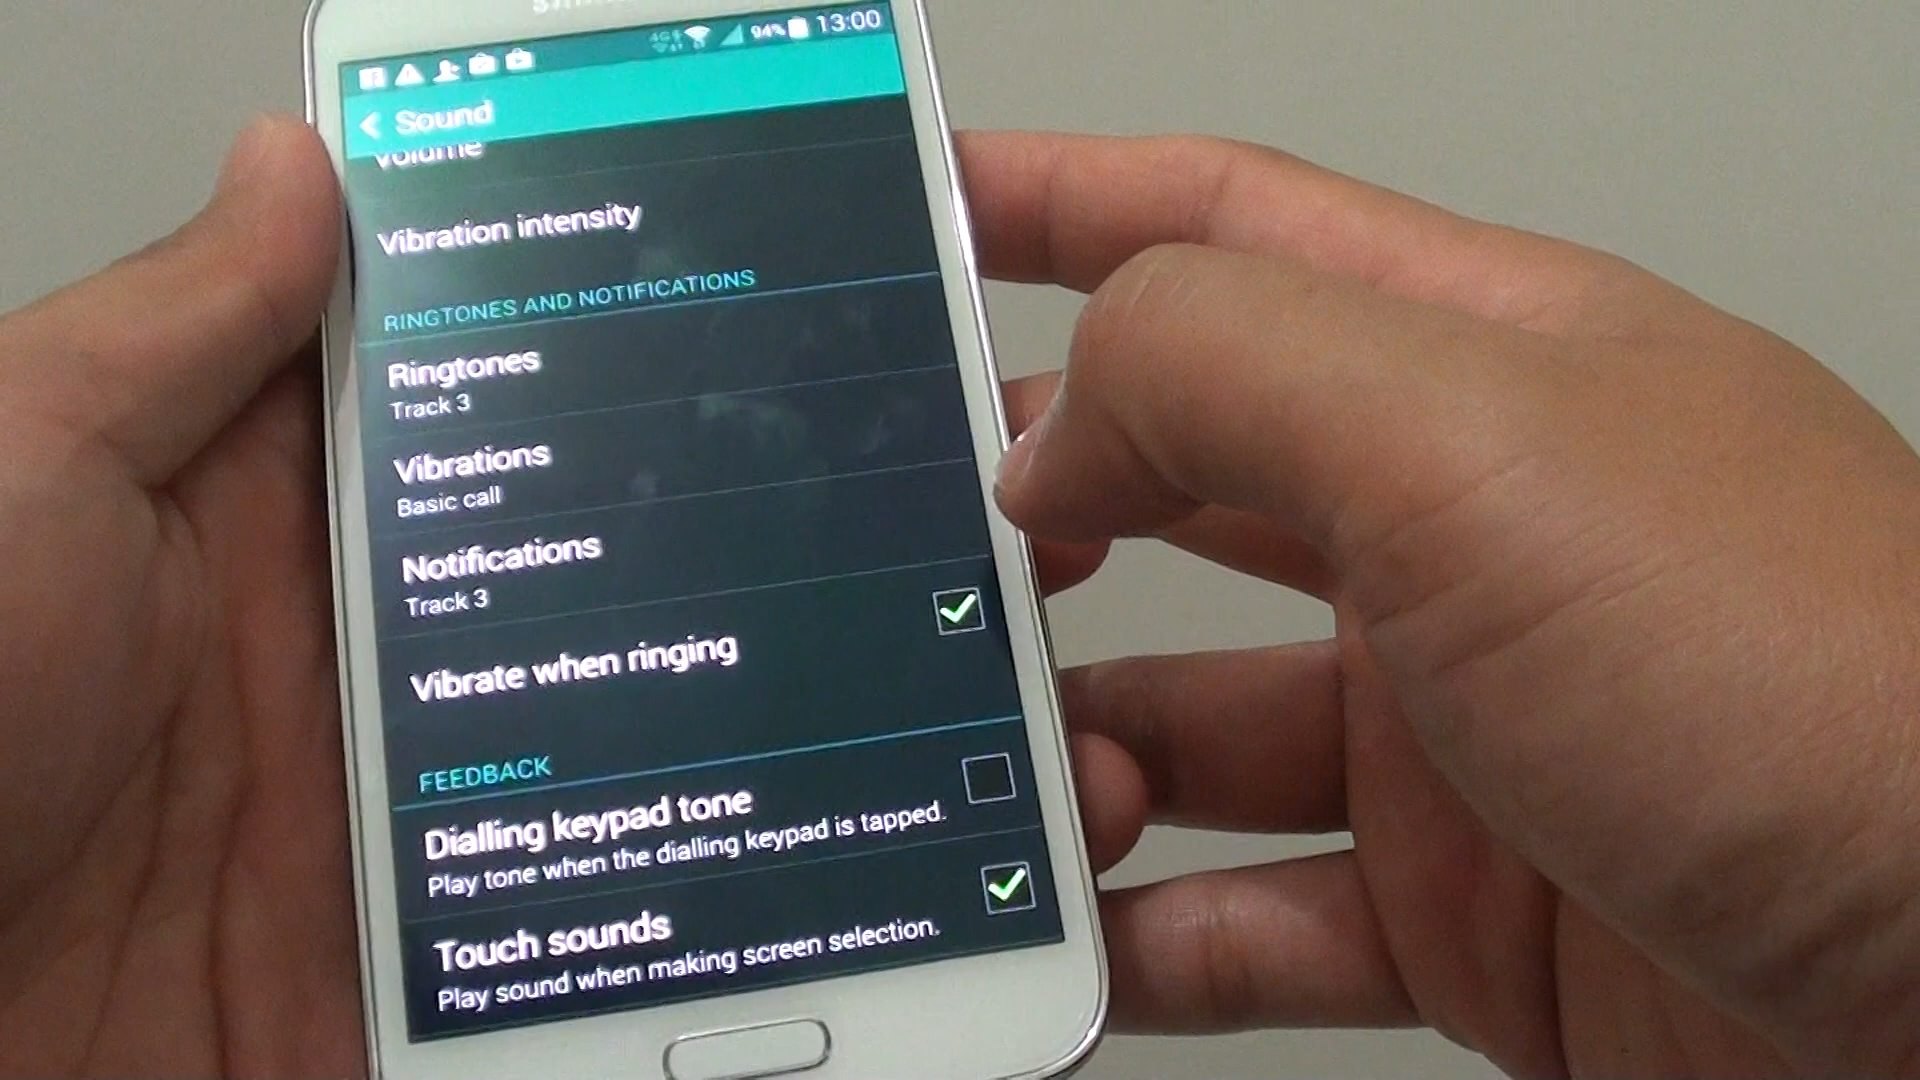 94% 13:00
Sound
Volume
Vibration intensity
RINGTONES AND NOTIFICATIONS
Ringtones
Track 3
Vibrations
Basic call
Notifications
Track 3
Vibrate when ringing
FEEDBACK
Dialling keypad tone
Play tone when the dialling keypad is tapped.
Touch sounds
Play sound when making screen selection.